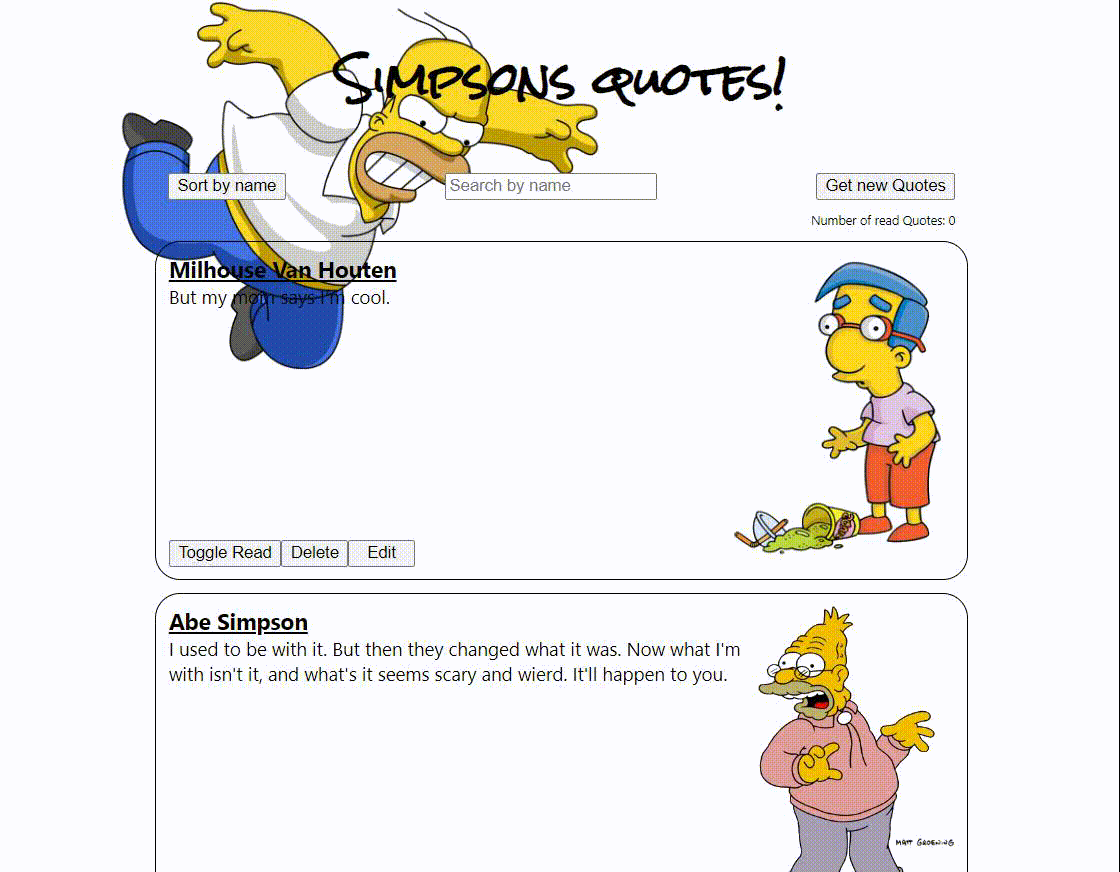 Simpsons quotes!
Sort by name
Search by name
Get new Quotes
Number of read Quotes: 0
Milhouse Van Houten
But my mom says I'm cool.
Toggle Read Delete Edit
Abe Simpson
I used to be with it. But then they changed what it was. Now what I'm
with isn't it, and what's it seems scary and wierd. It'll happen to you.
MATT GROENING